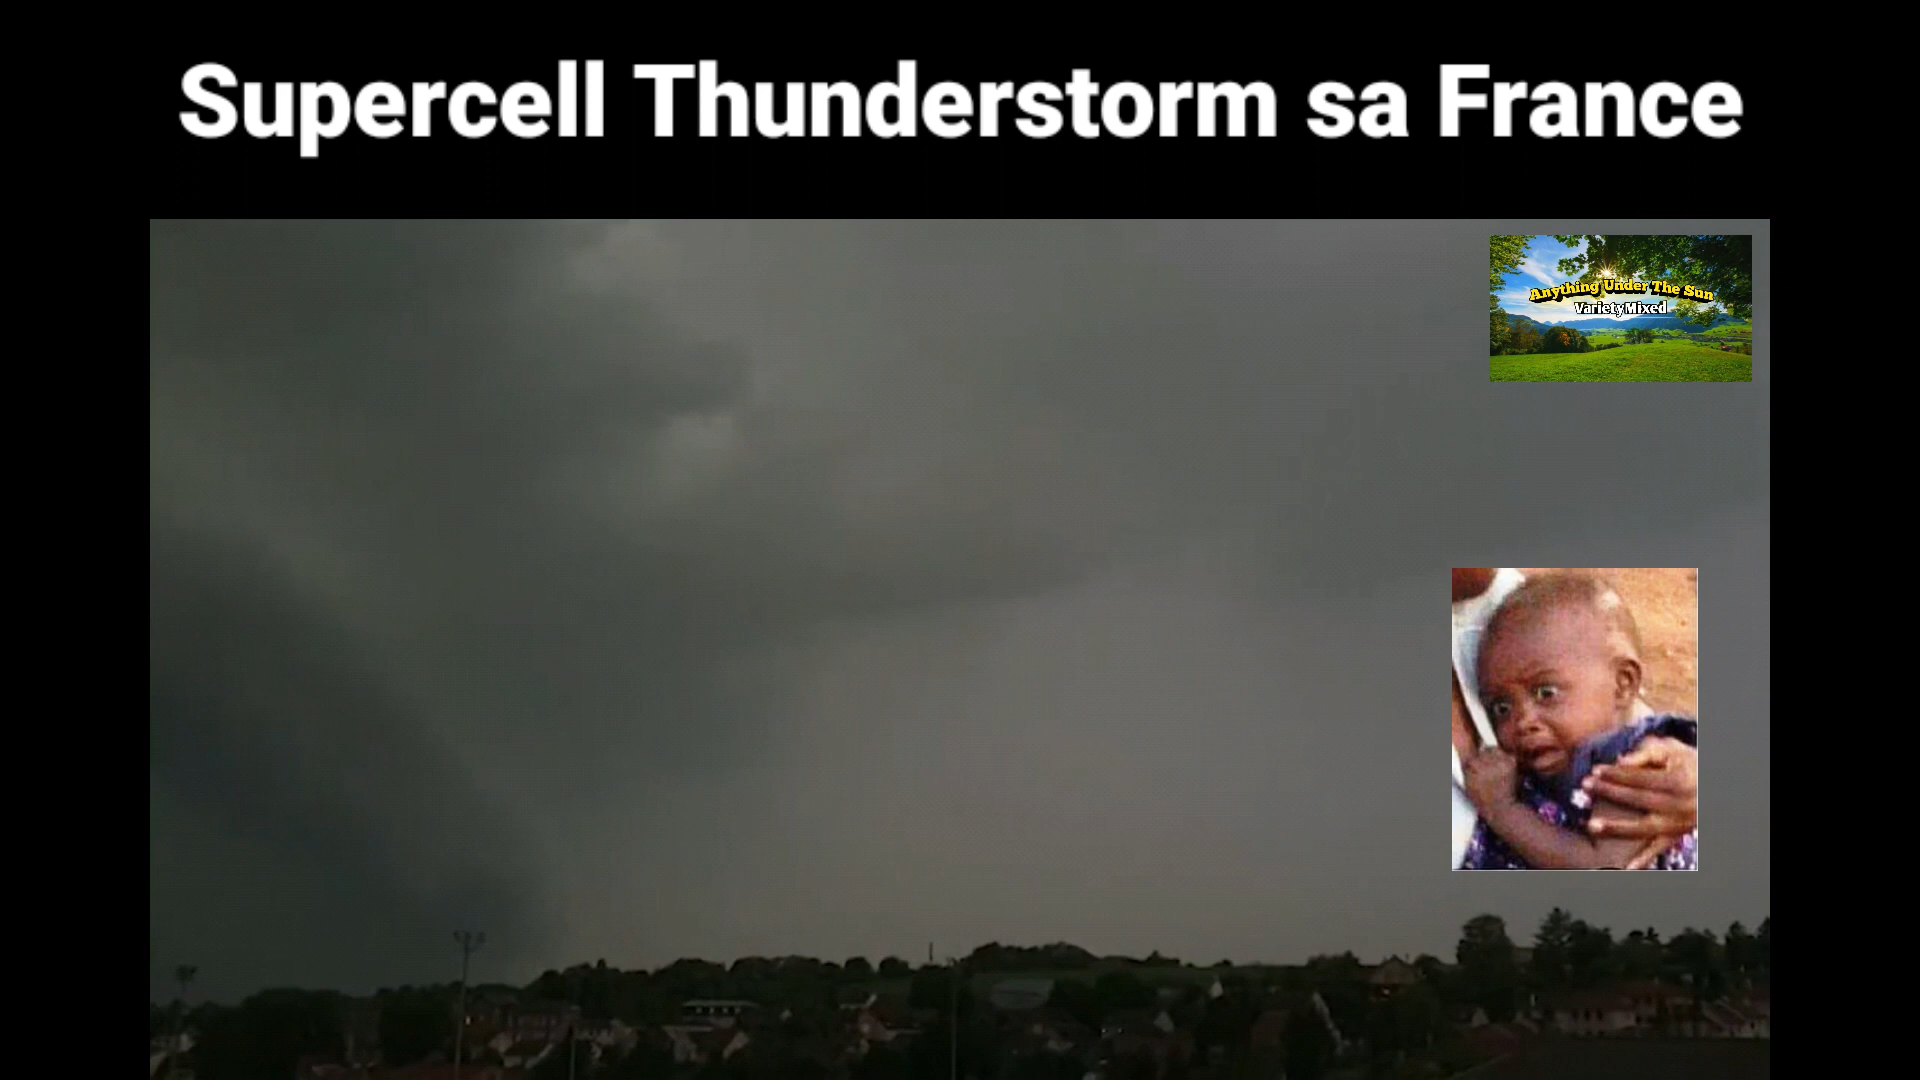 Supercell Thunderstorm sa France
Anything Under The Sun
VarietyMixed